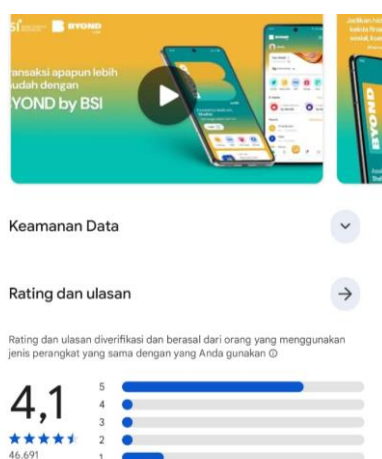 BSI BYOND
ansaksi apapun lebih
udah dengan
YOND by BSI
BYOND
Keamanan Data
Rating dan ulasan
Rating dan ulasan diverifikasi dan berasal dari orang yang menggunakan
jenis perangkat yang sama dengan yang Anda gunakan
4,1
5
4
3
2
1
46.691